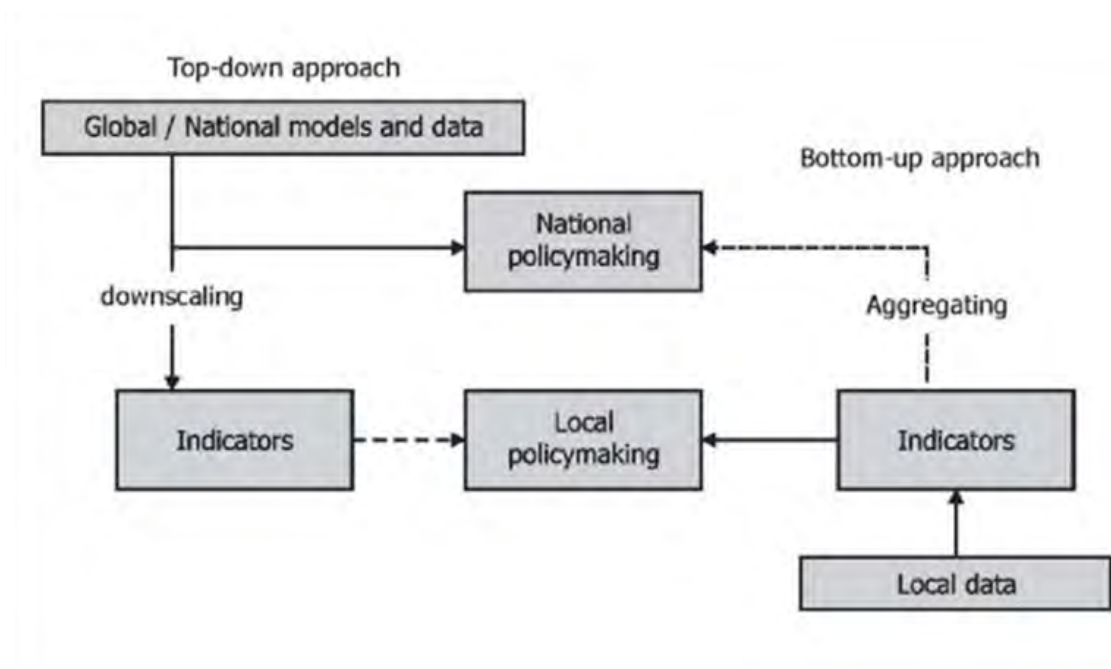 Top-down approach
Global / National models and data
Bottom-up approach
National
policymaking
downscaling
Aggregating
Indicators
Local
policymaking
Indicators
Local data